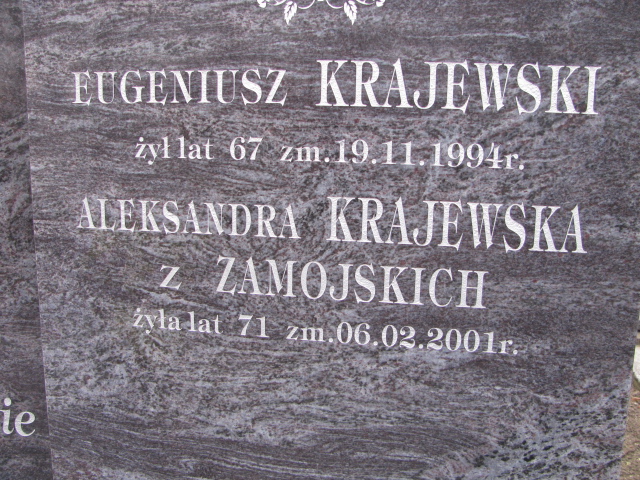 EUGENIUSZ KRAJEWSKI
żył lat 67 zm.19.11.1994r.
ALEKSANDRA KRAJEWSKA
z ZAMOJSKICH
żyła lat 71 zm.06.02.2001r.
ie